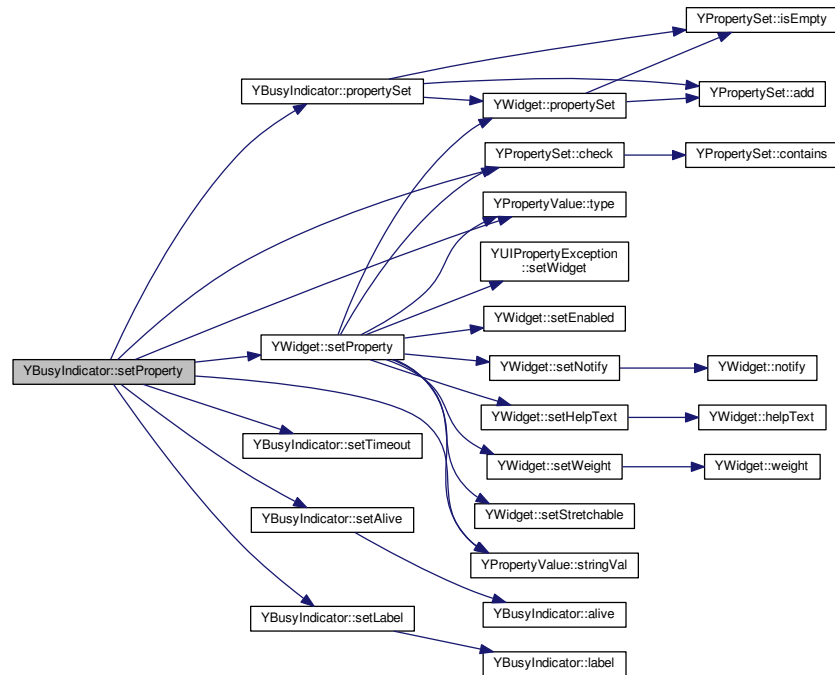 YPropertySet::isEmpty
YBusyIndicator::propertySet
YPropertySet::add
YWidget::propertySet
YPropertySet::check
YPropertySet::contains
YPropertyValue::type
YUIPropertyException
::setWidget
YWidget::setEnabled
YWidget::setProperty
YWidget::setNotify
YWidget::notify
YBusyIndicator::setProperty
YWidget::setHelpText
YWidget::helpText
YBusyIndicator::setTimeout
YWidget::setWeight
YWidget::weight
YWidget::setStretchable
YBusyIndicator::setAlive
YPropertyValue::stringVal
YBusyIndicator::alive
YBusyIndicator::setLabel
YBusyIndicator::label